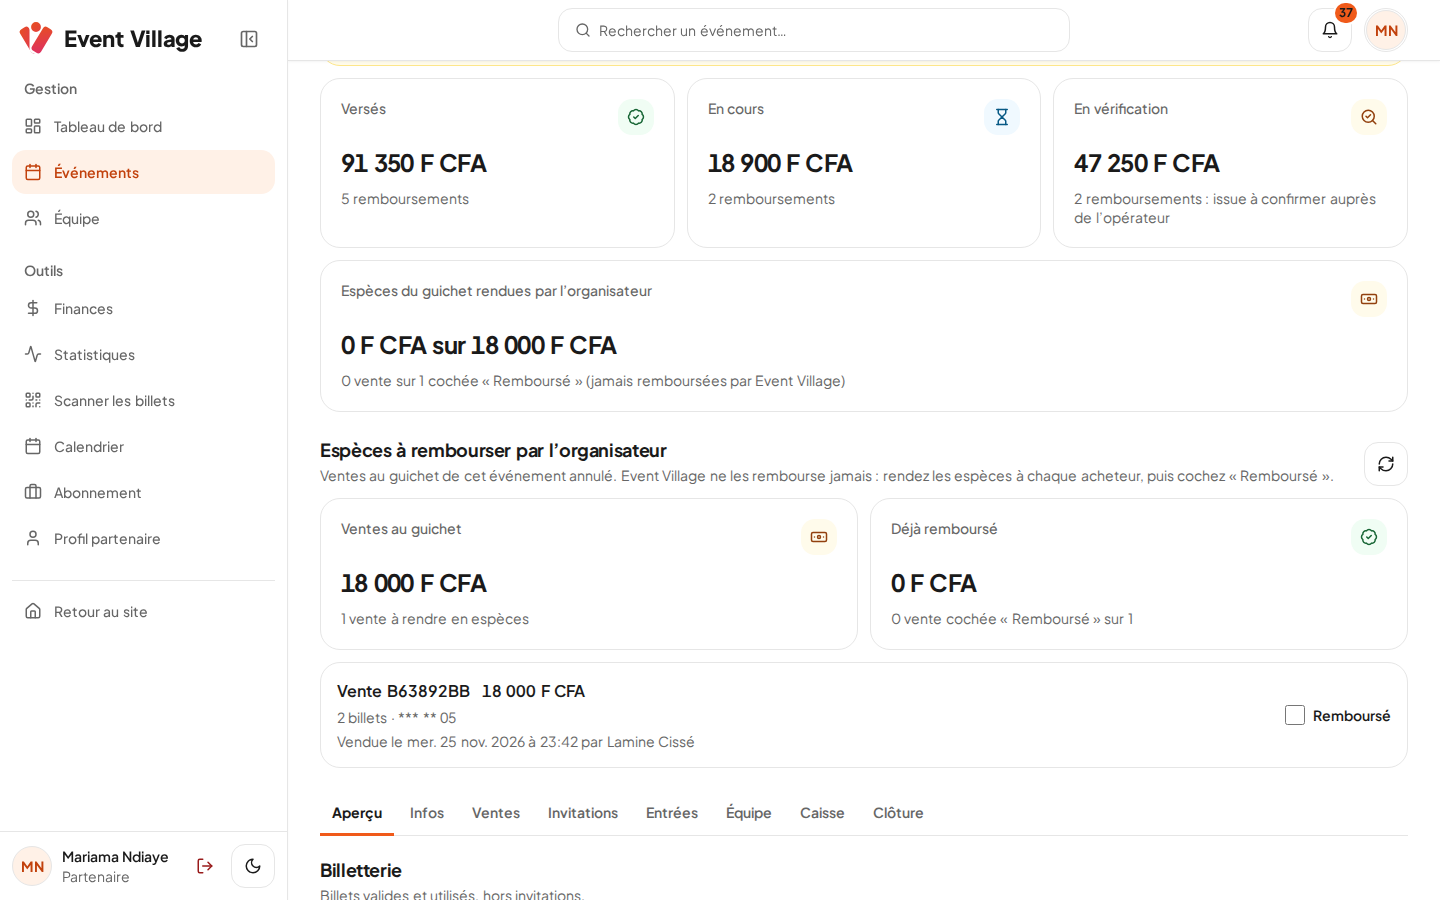 Event Village
Rechercher un événement...
37
MN
Gestion
Tableau de bord
Événements
Équipe
Outils
Finances
Statistiques
Scanner les billets
Calendrier
Abonnement
Profil partenaire
Retour au site
MN
Mariama Ndiaye
Partenaire
Versés
91 350 F CFA
5 remboursements
En cours
18 900 F CFA
2 remboursements
En vérification
47 250 F CFA
2 remboursements : issue à confirmer auprès
de l’opérateur
Espèces du guichet rendues par l’organisateur
0 F CFA sur 18 000 F CFA
0 vente sur 1 cochée « Remboursé » (jamais remboursées par Event Village)
Espèces à rembourser par l’organisateur
Ventes au guichet de cet événement annulé. Event Village ne les rembourse jamais : rendez les espèces à chaque acheteur, puis cochez « Remboursé ».
Ventes au guichet
18 000 F CFA
1 vente à rendre en espèces
Déjà remboursé
0 F CFA
0 vente cochée « Remboursé » sur 1
Vente B63892BB 18 000 F CFA
2 billets · *** ** 05
Vendue le mer. 25 nov. 2026 à 23:42 par Lamine Cissé
Remboursé
Aperçu Infos Ventes Invitations Entrées Équipe Caisse Clôture
Billetterie
Billets valides et utilisés, hors invitations.